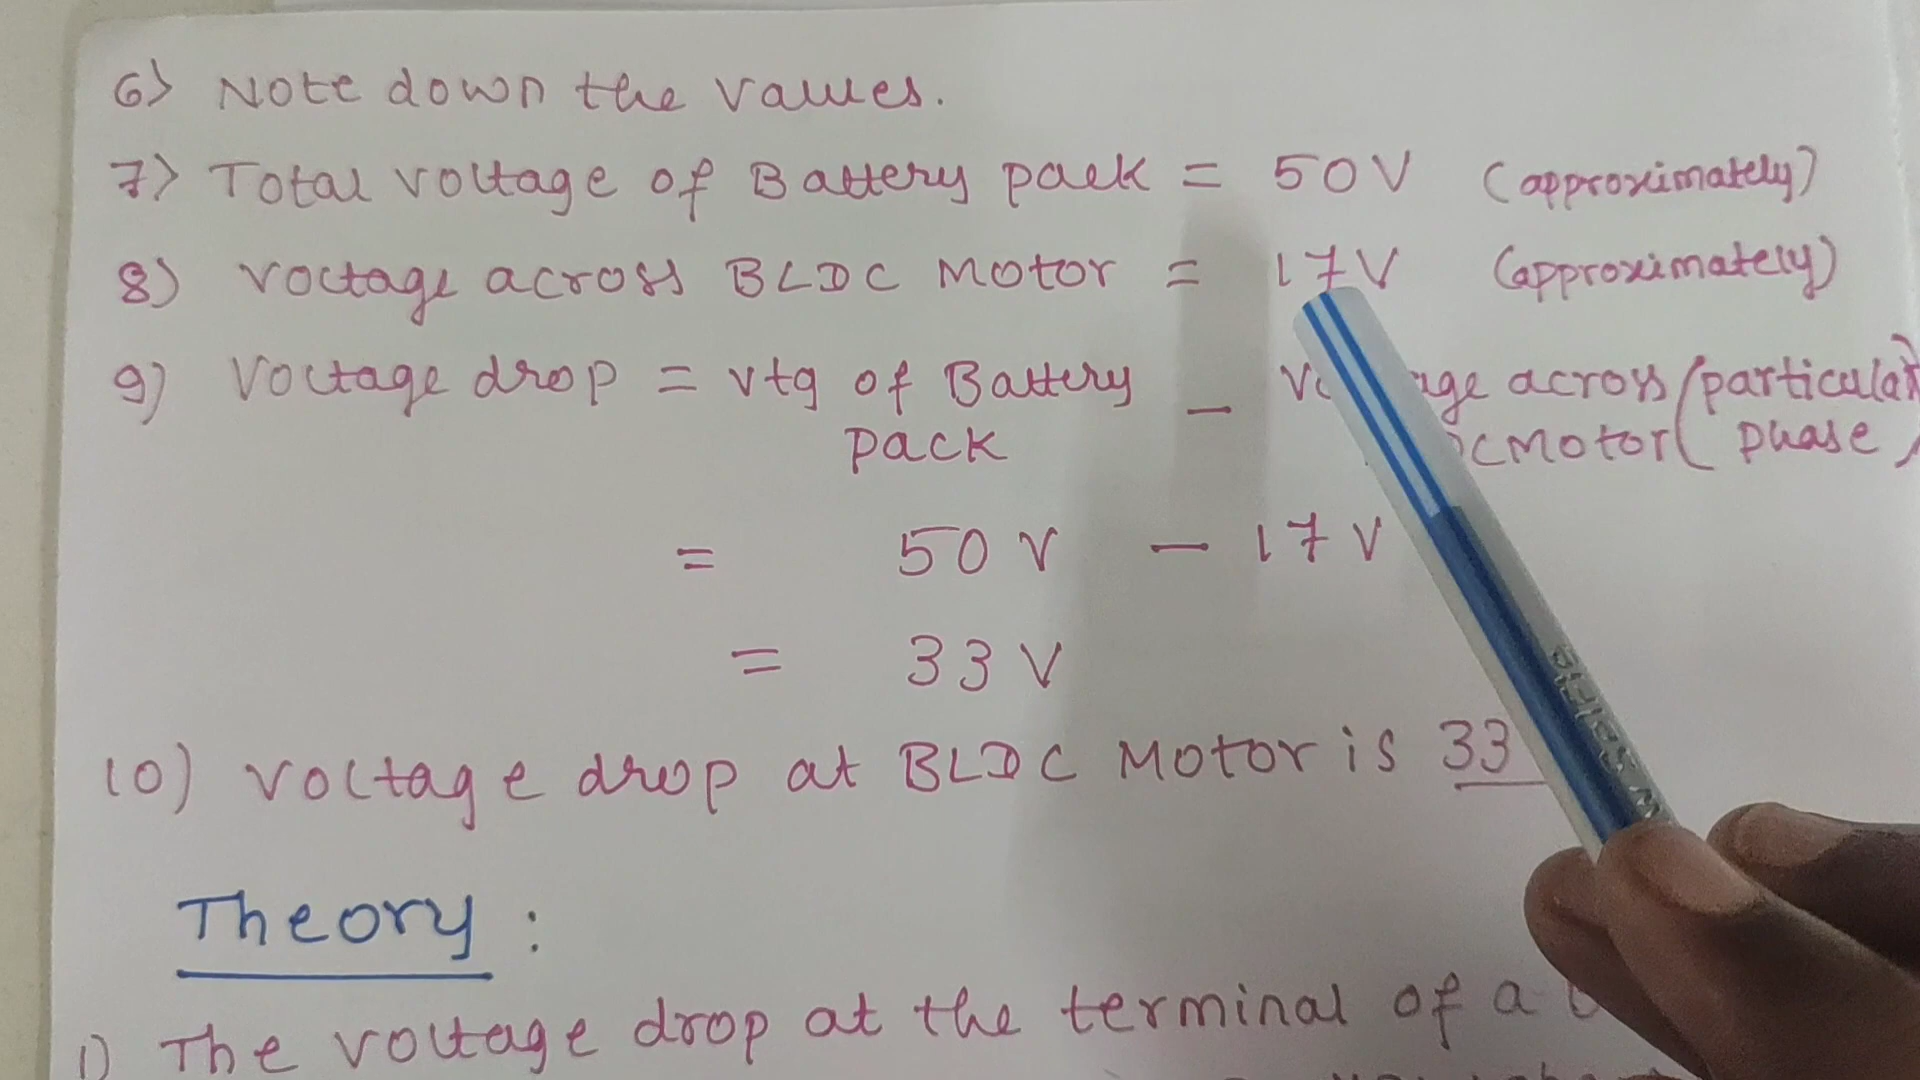 6) Note down the values.
7) Total voltage of Battery pack = 50V (approximately)
8) voltage across BLDC Motor = 17V (approximately)
9) Voltage drop = vtg of Battery pack - across (particular phase)
Motor
= 50 V - 17 V
= 33 V
10) voltage drop at BLDC Motor is 33
Theory :
1) The voltage drop at the terminal of a